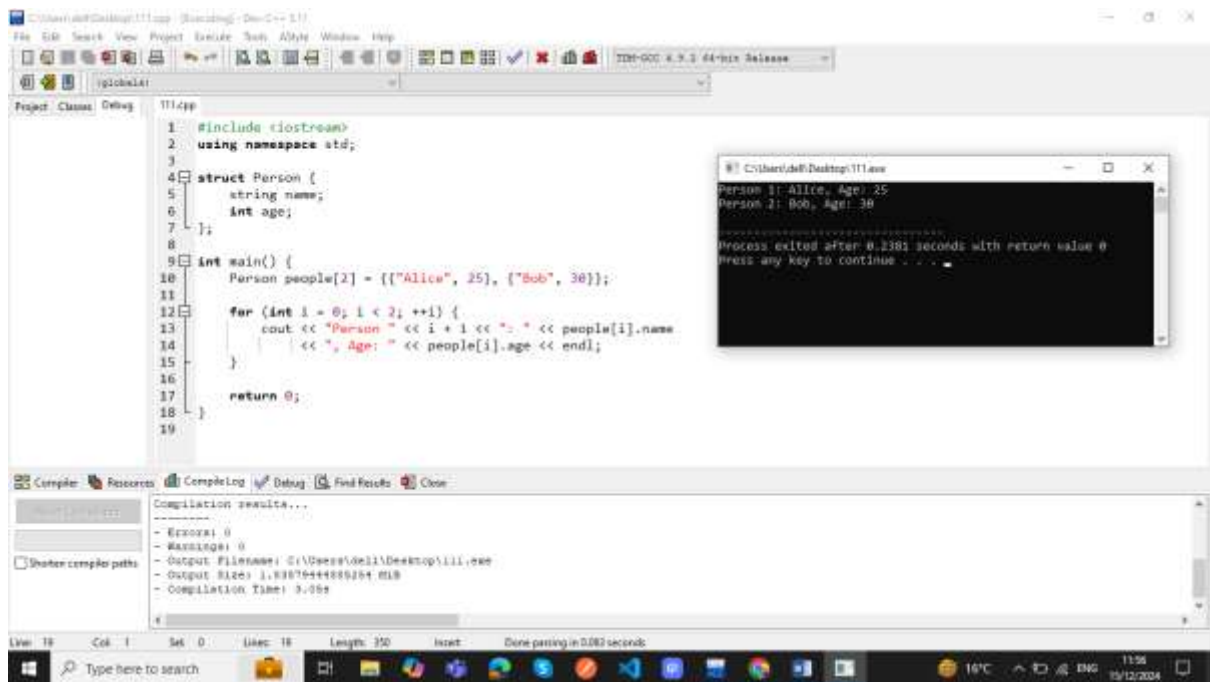 C:\Users\dell\Desktop\111.cpp - [Executing] - Dev-C++ 5.11
File Edit Search View Project Execute Tools AStyle Window Help
TDM-GCC 4.9.2 64-bit Release
(globals)
Project Classes Debug
111.cpp
1 #include <iostream>
2 using namespace std;
3
4 struct Person {
5 string name;
6 int age;
7 };
8
9 int main() {
10 Person people[2] = {{"Alice", 25}, {"Bob", 30}};
11
12 for (int i = 0; i < 2; ++i) {
13 cout << "Person " << i + 1 << ": " << people[i].name
14 << ", Age: " << people[i].age << endl;
15 }
16
17 return 0;
18 }
19
C:\Users\dell\Desktop\111.exe
Person 1: Alice, Age: 25
Person 2: Bob, Age: 30
--------------------------------
Process exited after 0.2381 seconds with return value 0
Press any key to continue . . .
Compiler Resources Compile Log Debug Find Results Close
Shorten compiler paths
Compilation results...
--------
- Errors: 0
- Warnings: 0
- Output Filename: C:\Users\dell\Desktop\111.exe
- Output Size: MiB
- Compilation Time:
Line: 19 Col: 1 Sel: 0 Lines: 19 Length: 350 Insert Done parsing in seconds
Type here to search
16°C
ENG
11:56
15/12/2024